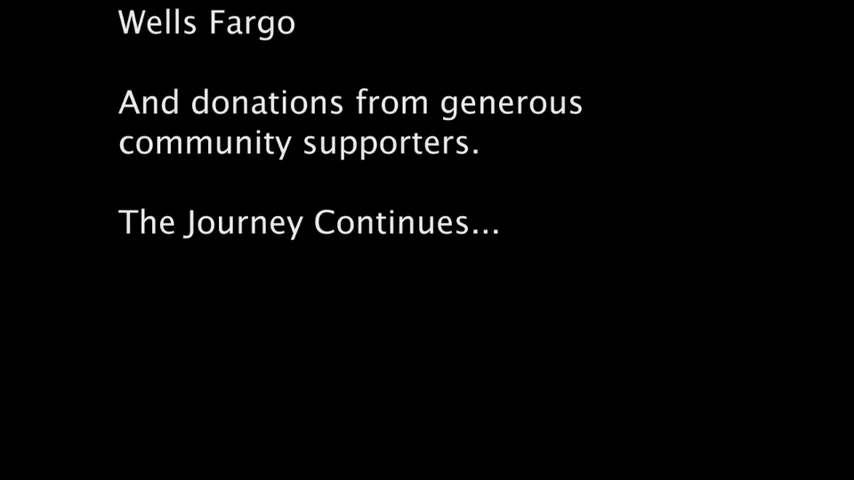 Wells Fargo
And donations from generous
community supporters.
The Journey Continues...